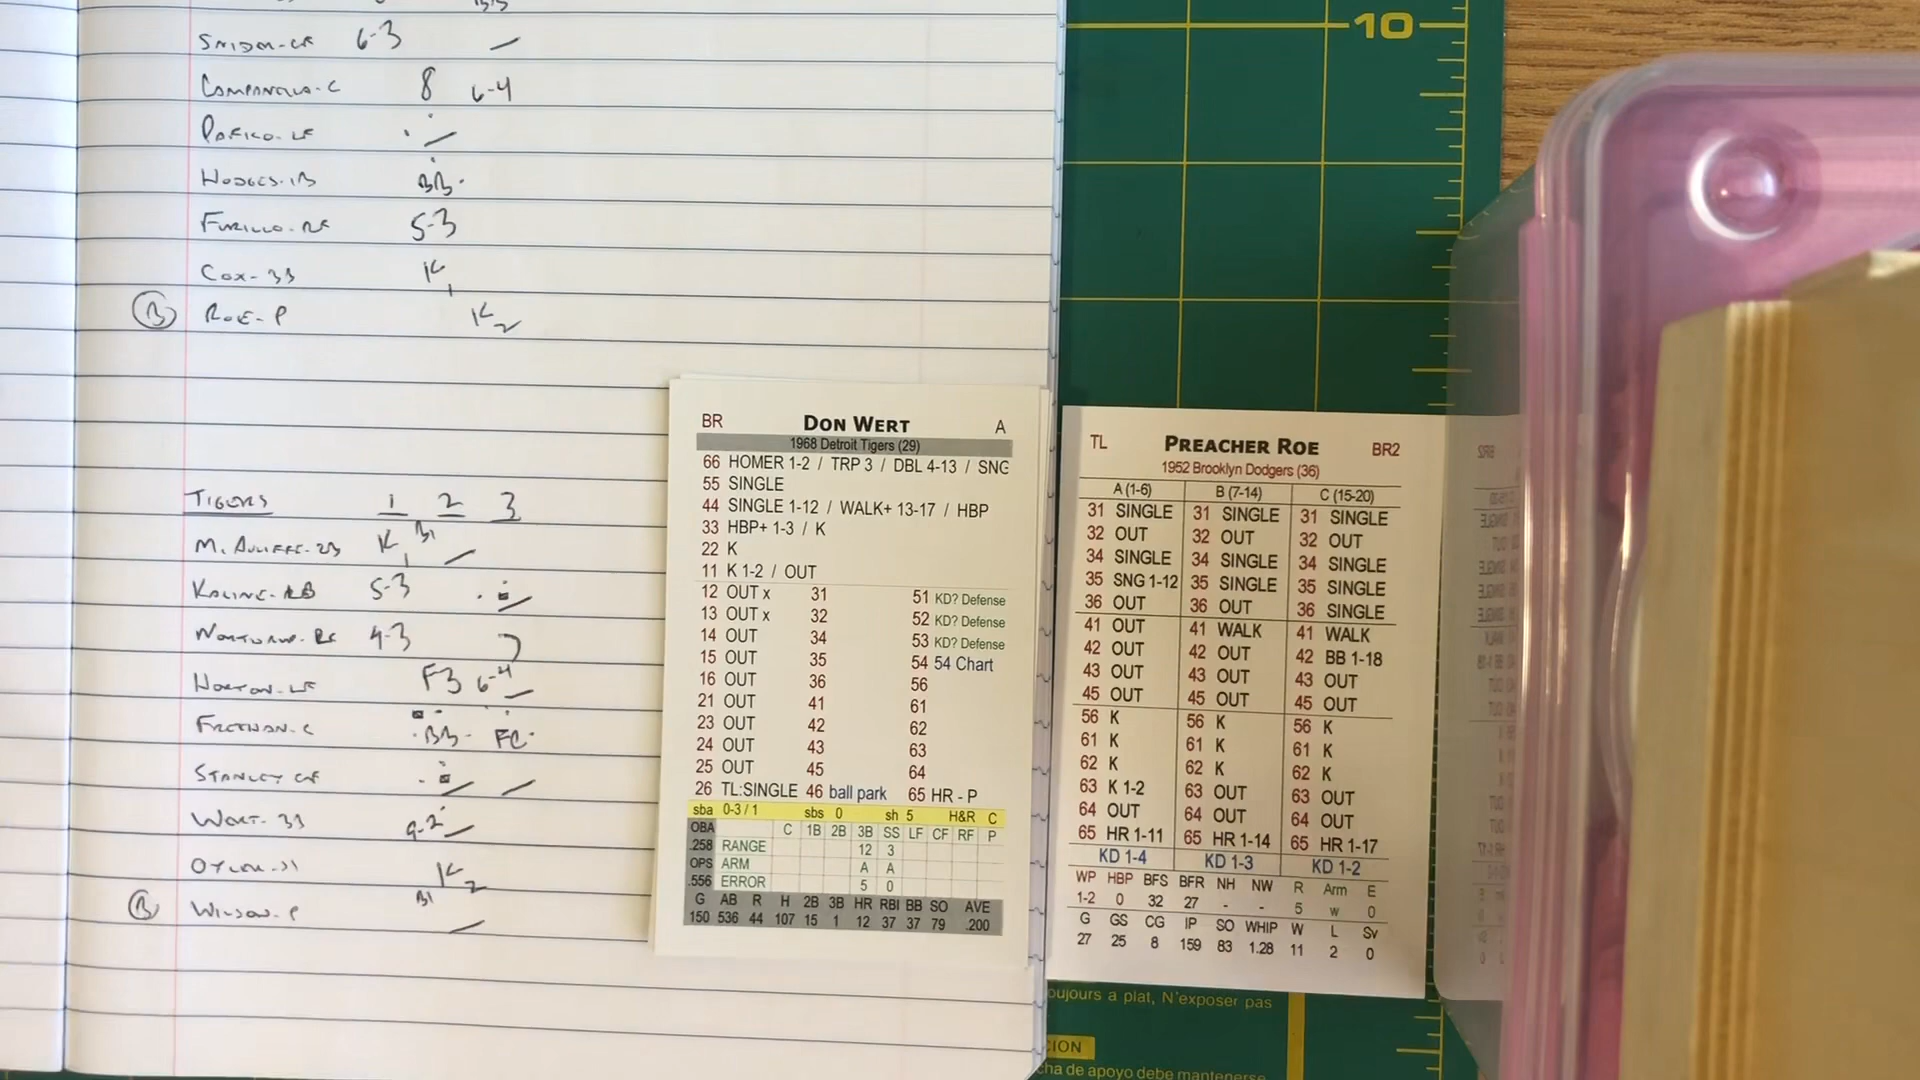 10
SNIDER-CF 6-3
CAMPANELLA-C 8 6-4
PAFKO-LF
HODGES-1B BB
FURILLO-RF 5-3
COX-3B K1
B ROE-P K2
TIGERS 1 2 3
McAULIFFE-2B K1 B1
KALINE-RB 5-3
NORTHRUP-RF 4-3
HORTON-LF F3 6-4
FREEHAN-C BB FC
STANLEY CF
WERT-3B 9-2
OYLER-SS K2
B WILSON-P B1
BR DON WERT A
1968 Detroit Tigers (29)
66 HOMER 1-2 / TRP 3 / DBL 4-13 / SNG
55 SINGLE
44 SINGLE 1-12 / WALK+ 13-17 / HBP
33 HBP+ 1-3 / K
22 K
11 K 1-2 / OUT
12 OUT x 31 51 KD? Defense
13 OUT x 32 52 KD? Defense
14 OUT 34 53 KD? Defense
15 OUT 35 54 54 Chart
16 OUT 36 56
21 OUT 41 61
23 OUT 42 62
24 OUT 43 63
25 OUT 45 64
26 TL:SINGLE 46 ball park 65 HR - P
sba 0-3 / 1 sbs 0 sh 5 H&R C
OBA C 1B 2B 3B SS LF CF RF P
.258 RANGE 12 3
OPS ARM A A
.556 ERROR 5 0
G AB R H 2B 3B HR RBI BB SO AVE
150 536 44 107 15 1 12 37 37 79 .200
TL PREACHER ROE BR2
1952 Brooklyn Dodgers (36)
A (1-6) B (7-14) C (15-20)
31 SINGLE 31 SINGLE 31 SINGLE
32 OUT 32 OUT 32 OUT
34 SINGLE 34 SINGLE 34 SINGLE
35 SNG 1-12 35 SINGLE 35 SINGLE
36 OUT 36 OUT 36 SINGLE
41 OUT 41 WALK 41 WALK
42 OUT 42 OUT 42 BB 1-18
43 OUT 43 OUT 43 OUT
45 OUT 45 OUT 45 OUT
56 K 56 K 56 K
61 K 61 K 61 K
62 K 62 K 62 K
63 K 1-2 63 OUT 63 OUT
64 OUT 64 OUT 64 OUT
65 HR 1-11 65 HR 1-14 65 HR 1-17
KD 1-4 KD 1-3 KD 1-2
WP HBP BFS BFR NH NW R Arm E
1-2 0 32 27 - - 5 w 0
G GS CG IP SO WHIP W L Sv
27 25 8 159 83 1.28 11 2 0
oujours a plat, N'exposer pas
CION
cha de apoyo debe mantenerse